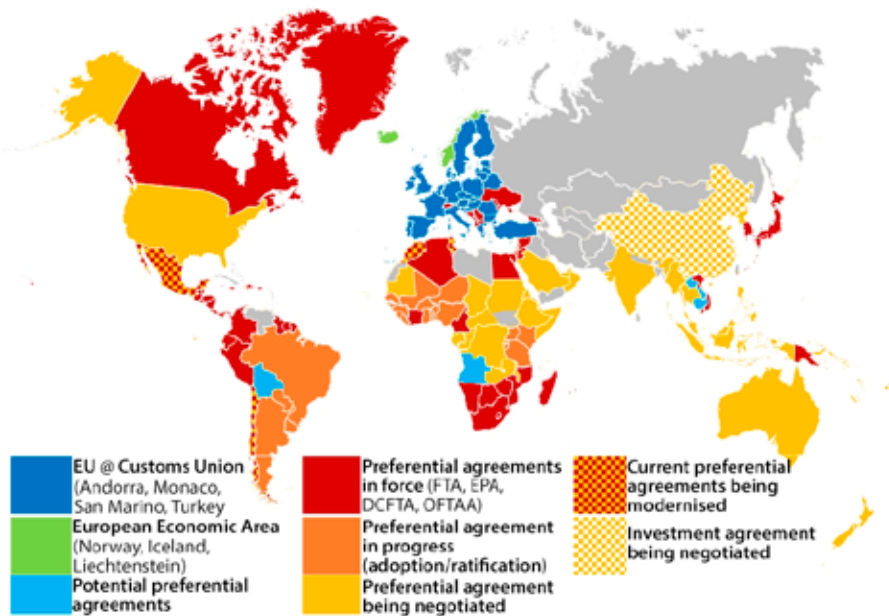 EU @ Customs Union
(Andorra, Monaco,
San Marino, Turkey
European Economic Area
(Norway, Iceland,
Liechtenstein)
Potential preferential
agreements
Preferential agreements
in force (FTA, EPA,
DCFTA, OFTAA)
Preferential agreement
in progress
(adoption/ratification)
Preferential agreement
being negotiated
Current preferential
agreements being
modernised
Investment agreement
being negotiated